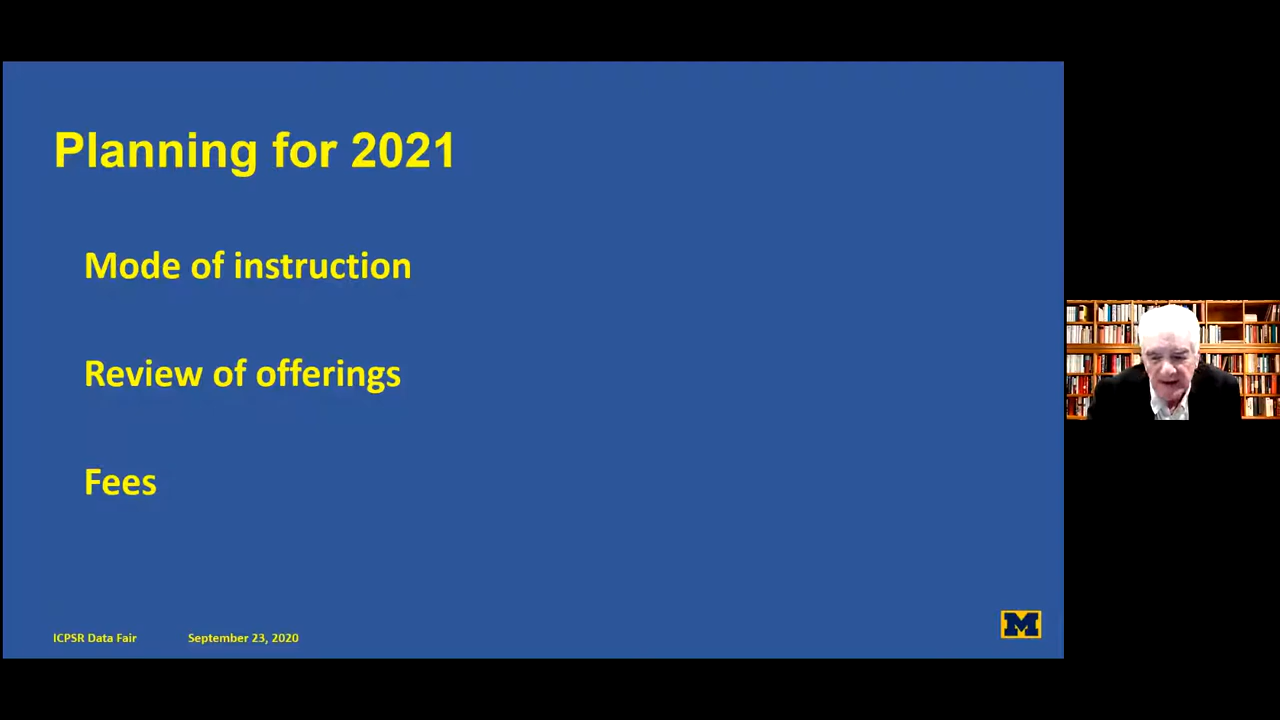 Planning for 2021
Mode of instruction
Review of offerings
Fees
ICPSR Data Fair September 23, 2020
M